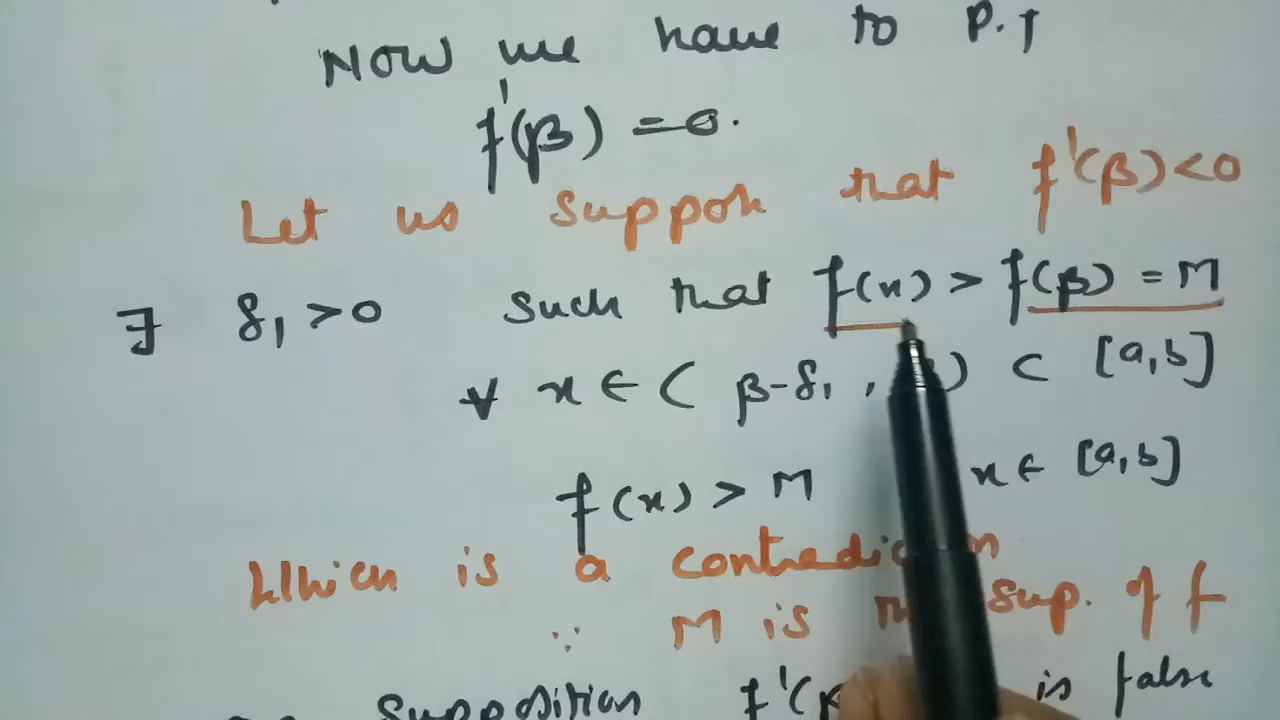 Now we have to P.T
f'(β) = 0.
Let us suppose that f'(β) < 0
∃ δ₁ > 0 such that f(x) > f(β) = M
∀ x ∈ ( β-δ₁ , ) ⊂ [a,b]
f(x) > M x ∈ [a,b]
Which is a
∵ M is sup. of f
supposition f'( is false